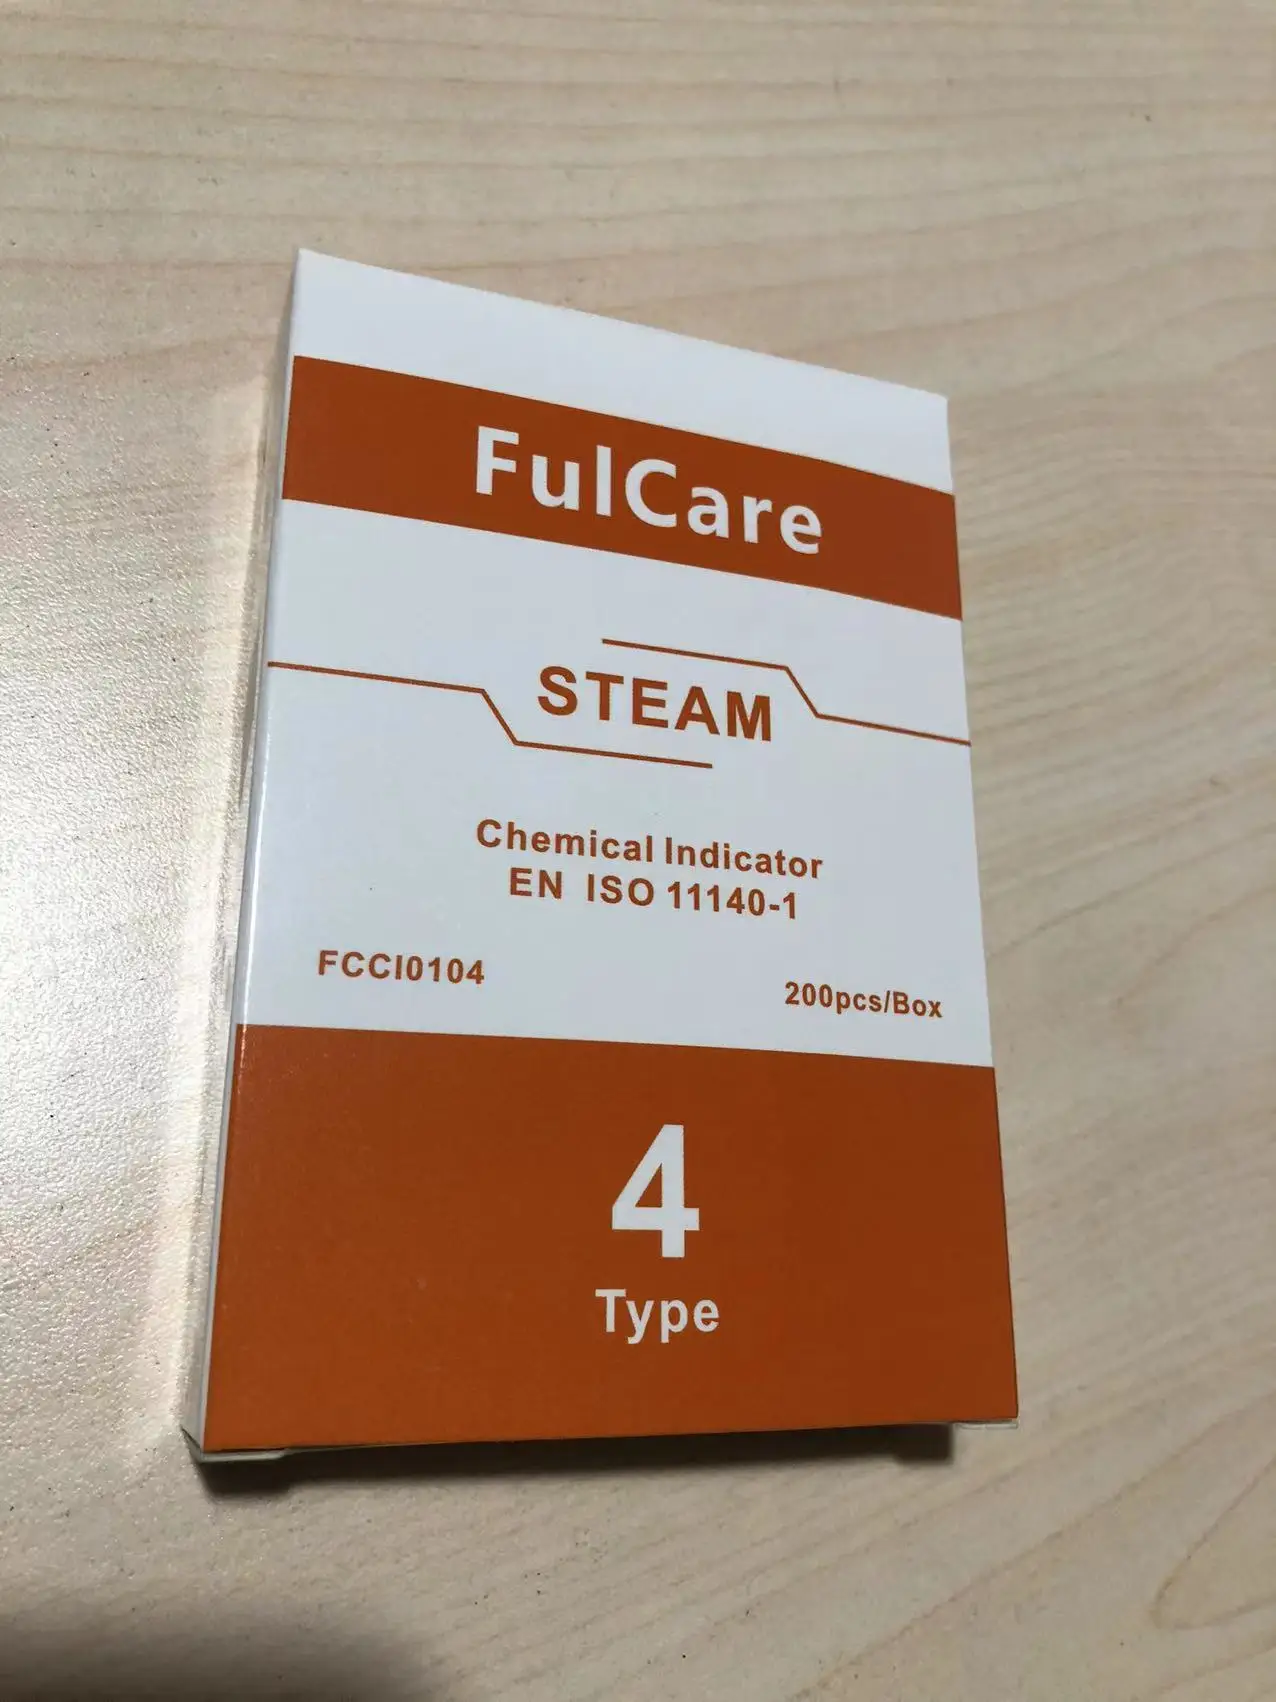 FulCare
STEAM
Chemical Indicator
EN ISO 11140-1
FCCI0104
200pcs/Box
4
Type